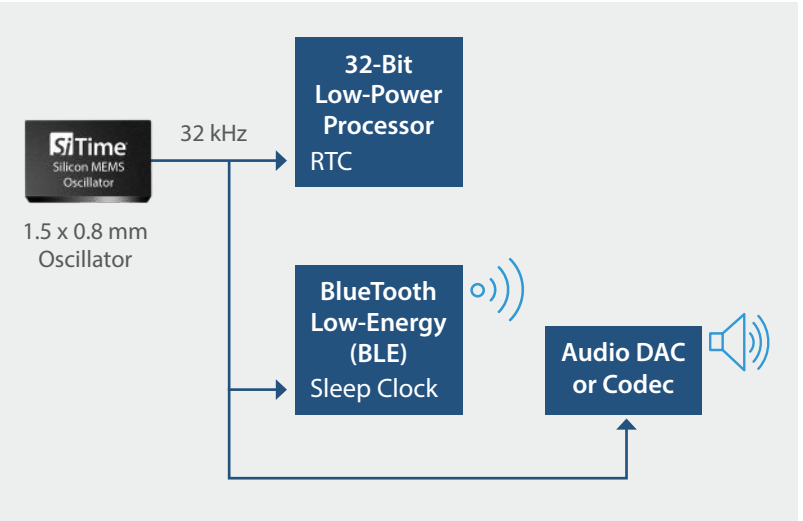 SiTime
Silicon MEMS
Oscillator
1.5 x 0.8 mm
Oscillator
32 kHz
32-Bit
Low-Power
Processor
RTC
BlueTooth
Low-Energy
(BLE)
Sleep Clock
Audio DAC
or Codec